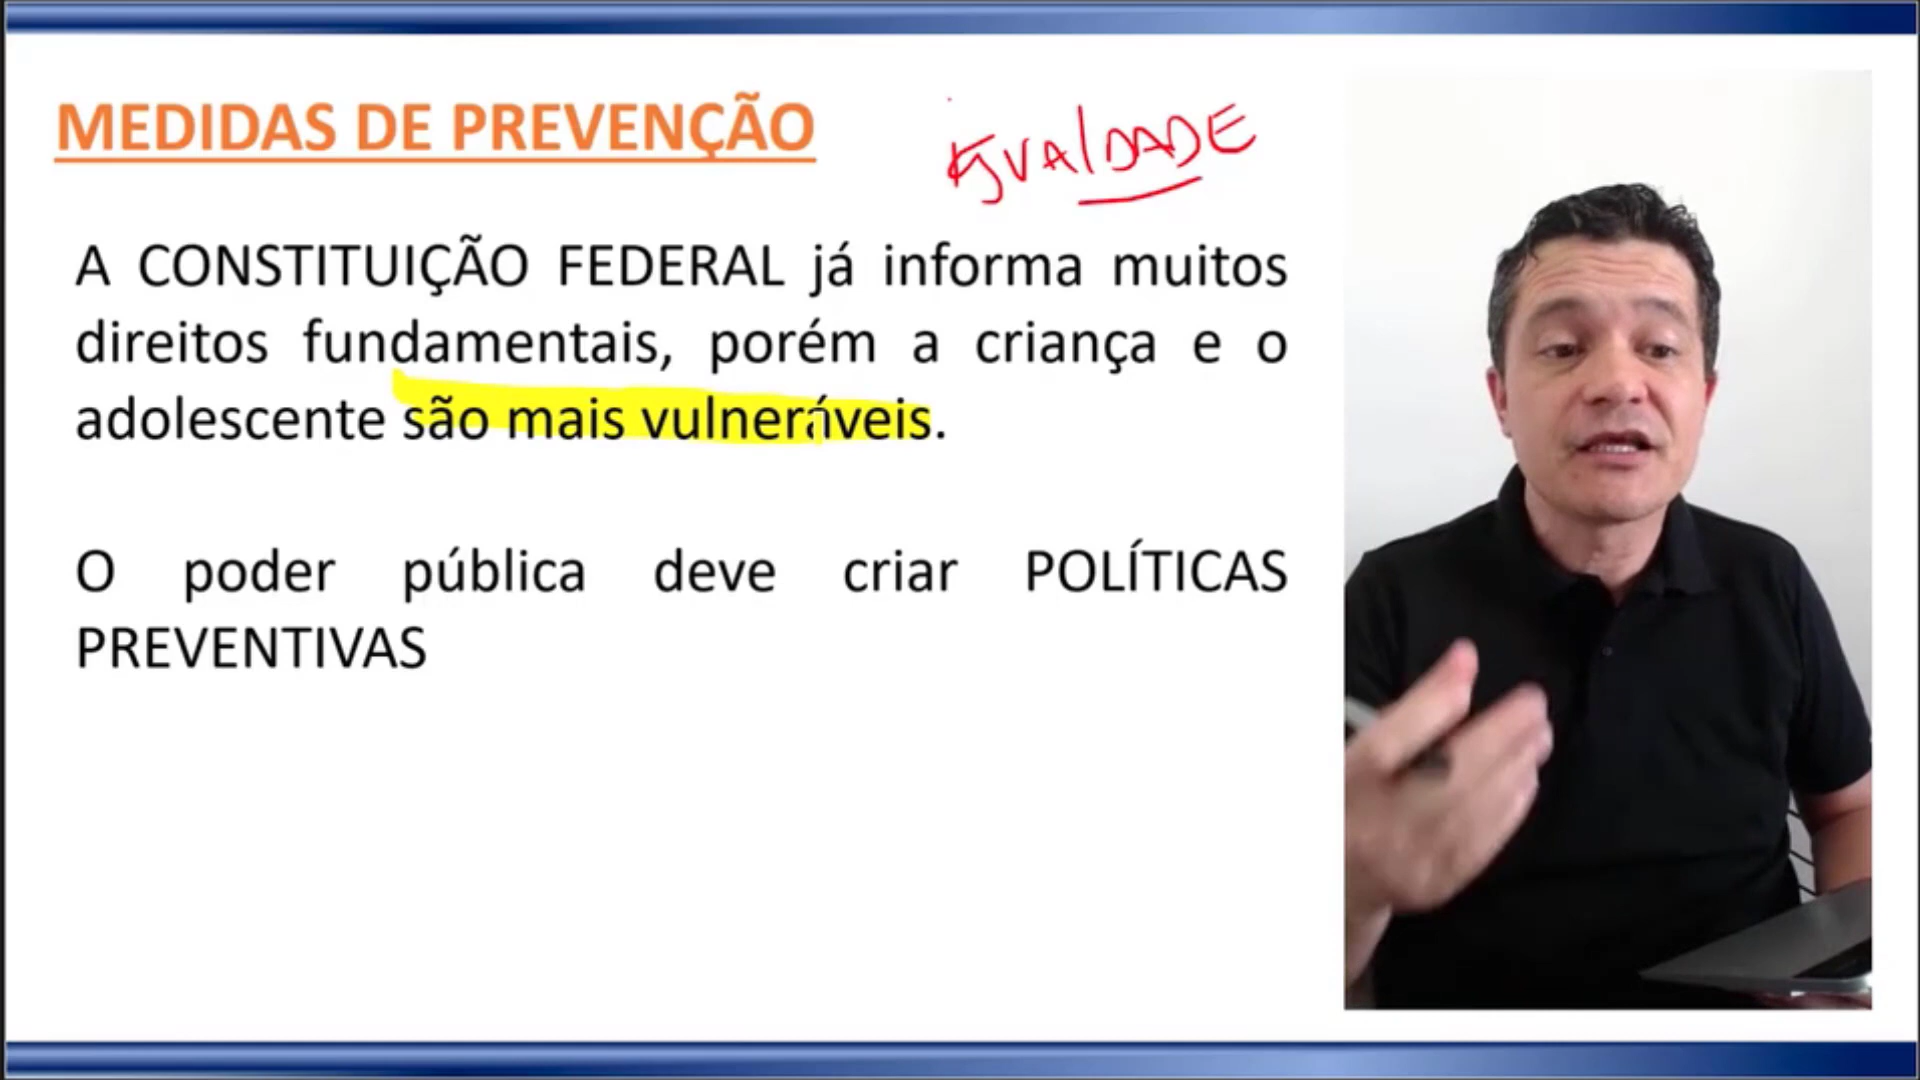 MEDIDAS DE PREVENÇÃO
IGUALDADE
A CONSTITUIÇÃO FEDERAL já informa muitos
direitos fundamentais, porém a criança e o
adolescente são mais vulneráveis.
O poder pública deve criar POLÍTICAS
PREVENTIVAS